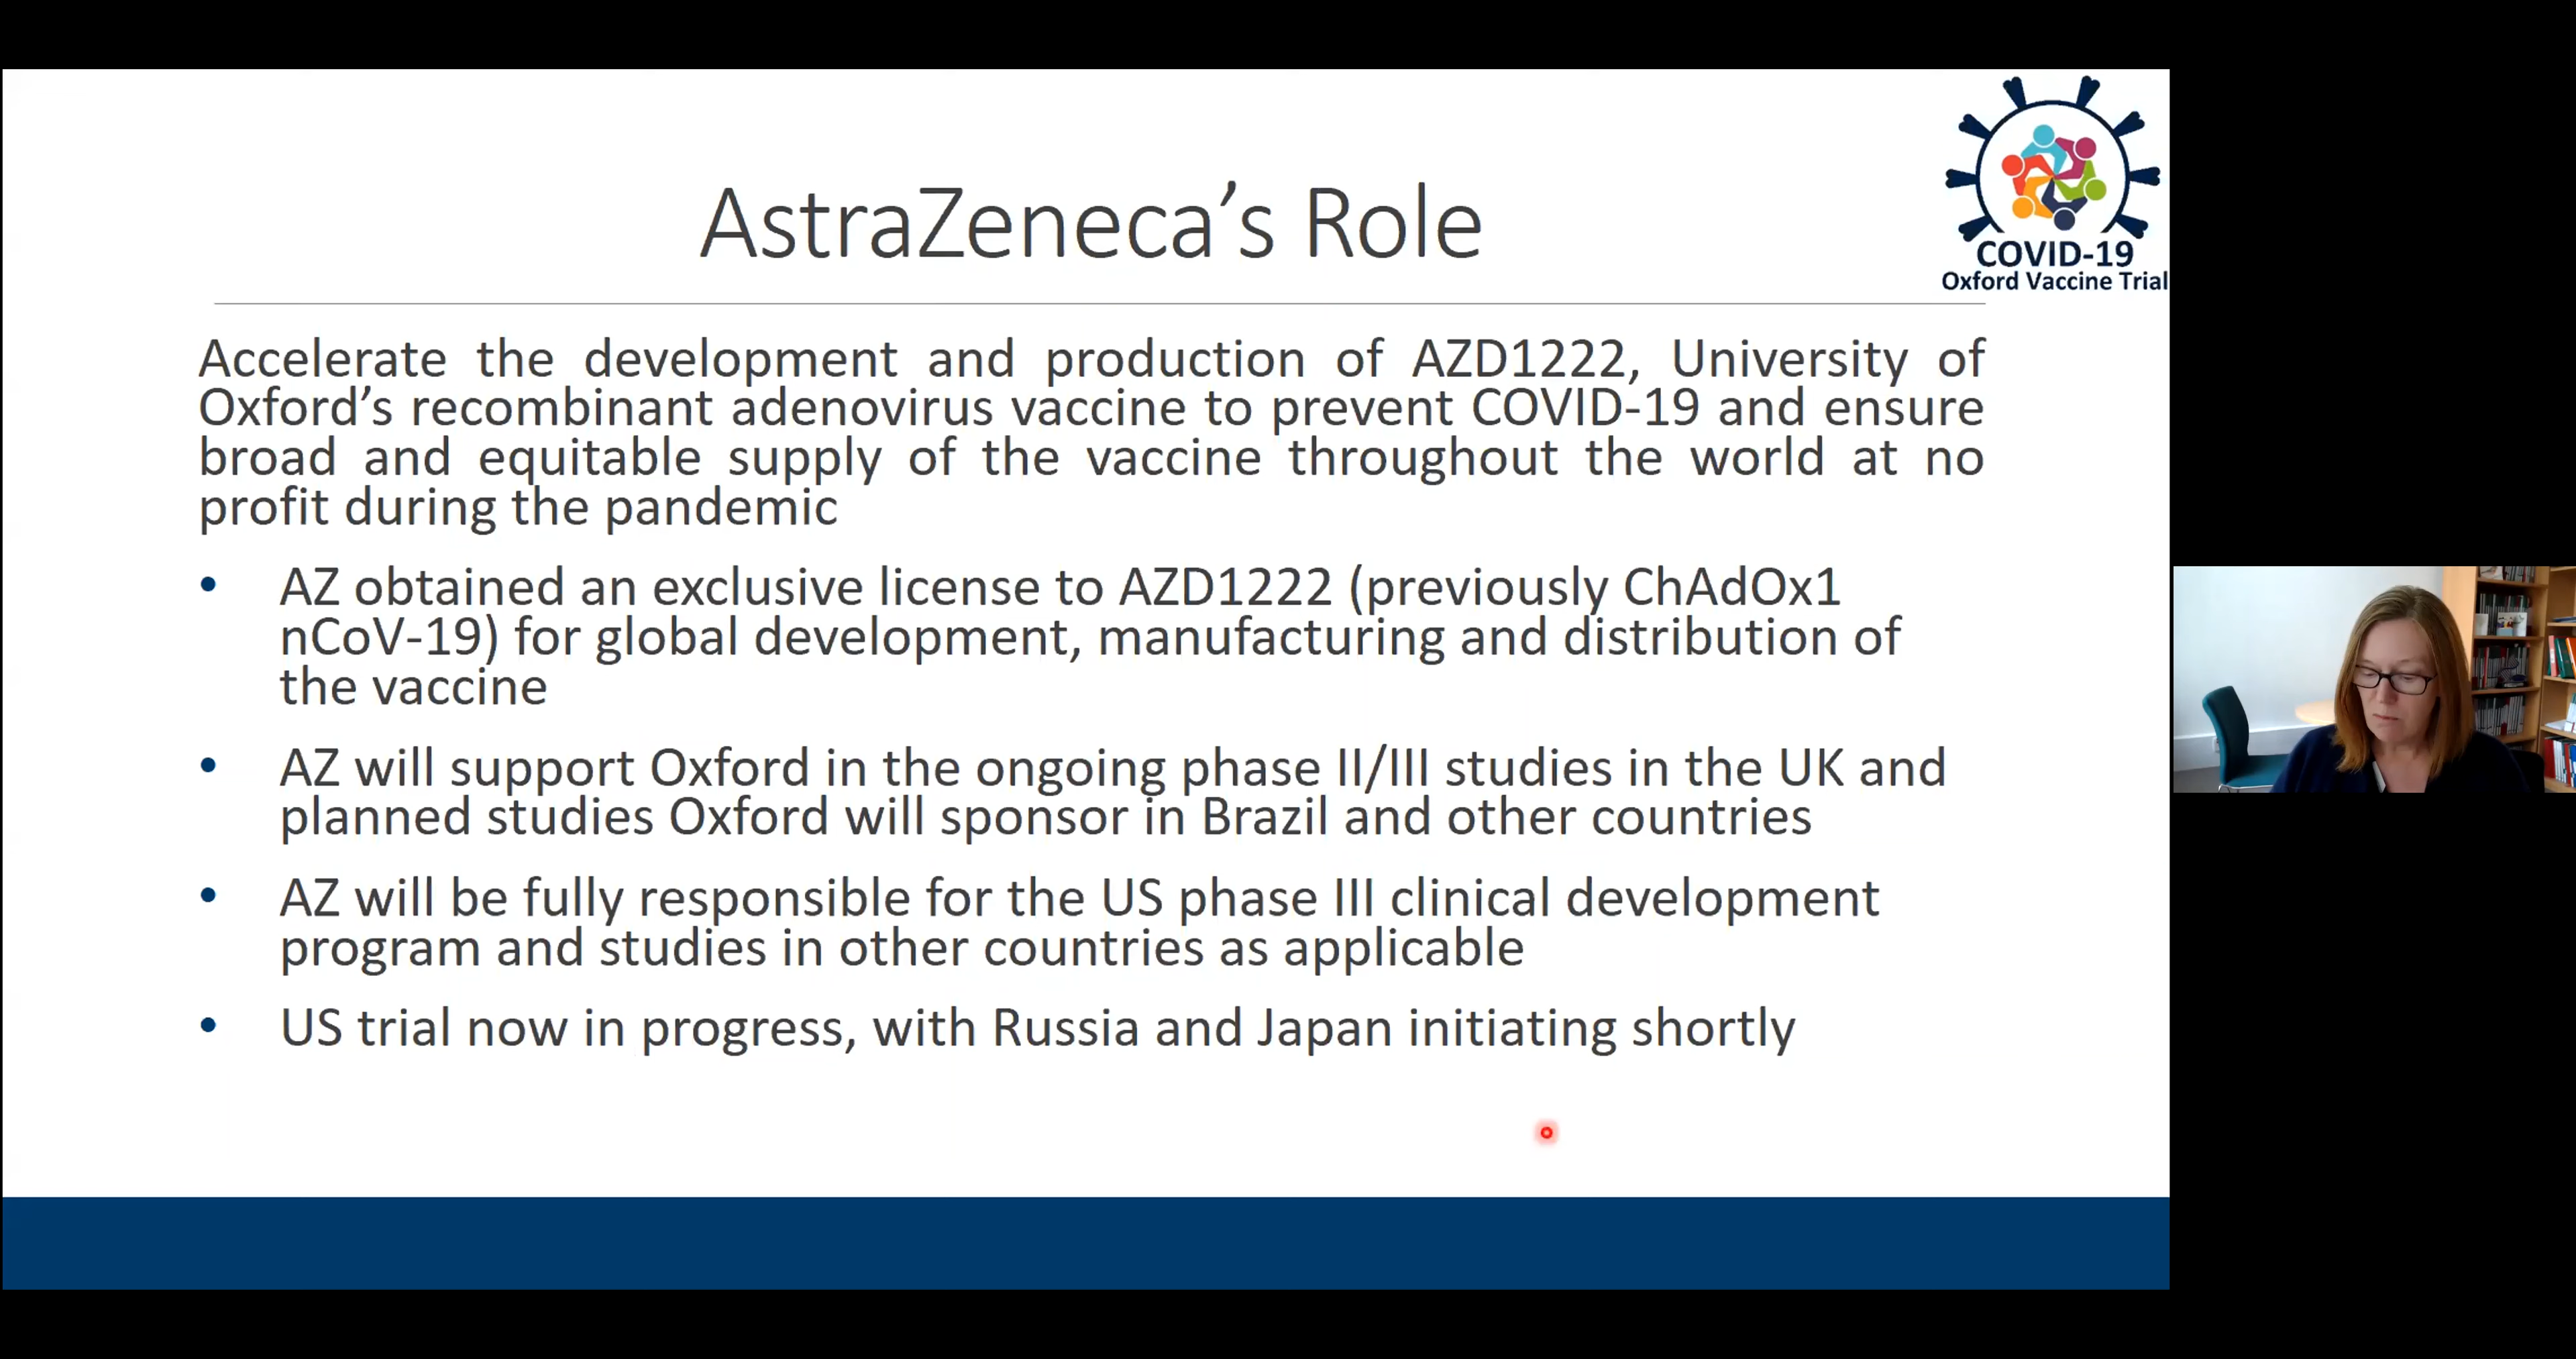 AstraZeneca’s Role
COVID-19
Oxford Vaccine Trial
Accelerate the development and production of AZD1222, University of
Oxford’s recombinant adenovirus vaccine to prevent COVID-19 and ensure
broad and equitable supply of the vaccine throughout the world at no
profit during the pandemic
• AZ obtained an exclusive license to AZD1222 (previously ChAdOx1
nCoV-19) for global development, manufacturing and distribution of
the vaccine
• AZ will support Oxford in the ongoing phase II/III studies in the UK and
planned studies Oxford will sponsor in Brazil and other countries
• AZ will be fully responsible for the US phase III clinical development
program and studies in other countries as applicable
• US trial now in progress, with Russia and Japan initiating shortly